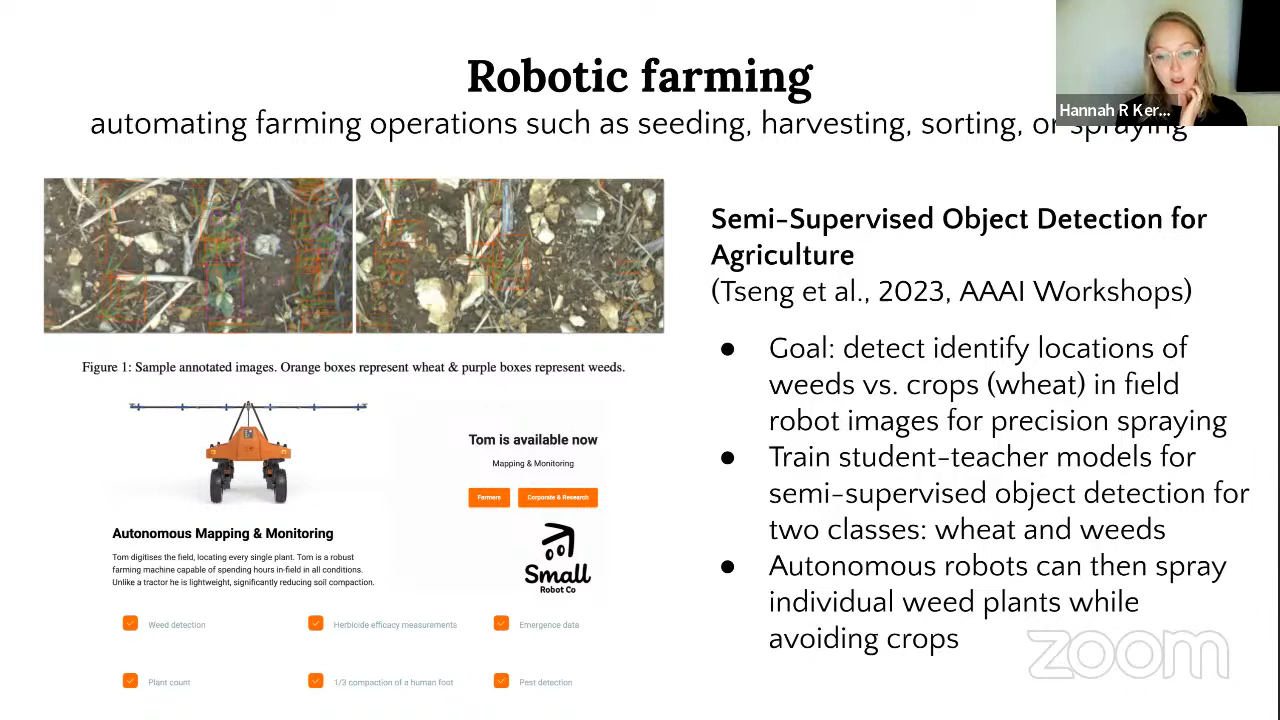 Robotic farming
automating farming operations such as seeding, harvesting, sorting, or spraying
Hannah R Ker...
Semi-Supervised Object Detection for
Agriculture
(Tseng et al., 2023, AAAI Workshops)
Figure 1: Sample annotated images. Orange boxes represent wheat & purple boxes represent weeds.
● Goal: detect identify locations of
weeds vs. crops (wheat) in field
robot images for precision spraying
● Train student-teacher models for
semi-supervised object detection for
two classes: wheat and weeds
● Autonomous robots can then spray
individual weed plants while
avoiding crops
Tom is available now
Mapping & Monitoring
Farmers
Corporate & Research
Autonomous Mapping & Monitoring
Tom digitises the field, locating every single plant. Tom is a robust
farming machine capable of spending hours in-field in all conditions.
Unlike a tractor he is lightweight, significantly reducing soil compaction.
Small
Robot Co
Weed detection
Herbicide efficacy measurements
Emergence data
Plant count
1/3 compaction of a human foot
Pest detection
zoom